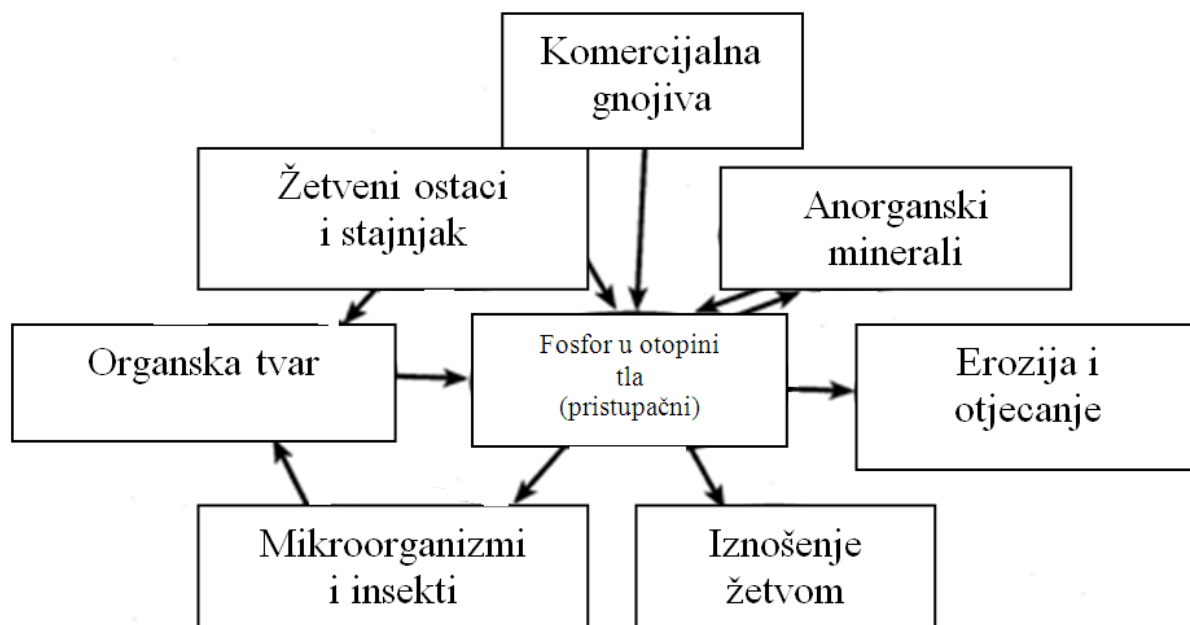 Komercijalna
gnojiva
Žetveni ostaci
i stajnjak
Anorganski
minerali
Organska tvar
Fosfor u otopini
tla
(pristupačni)
Erozija i
otjecanje
Mikroorganizmi
i insekti
Iznošenje
žetvom